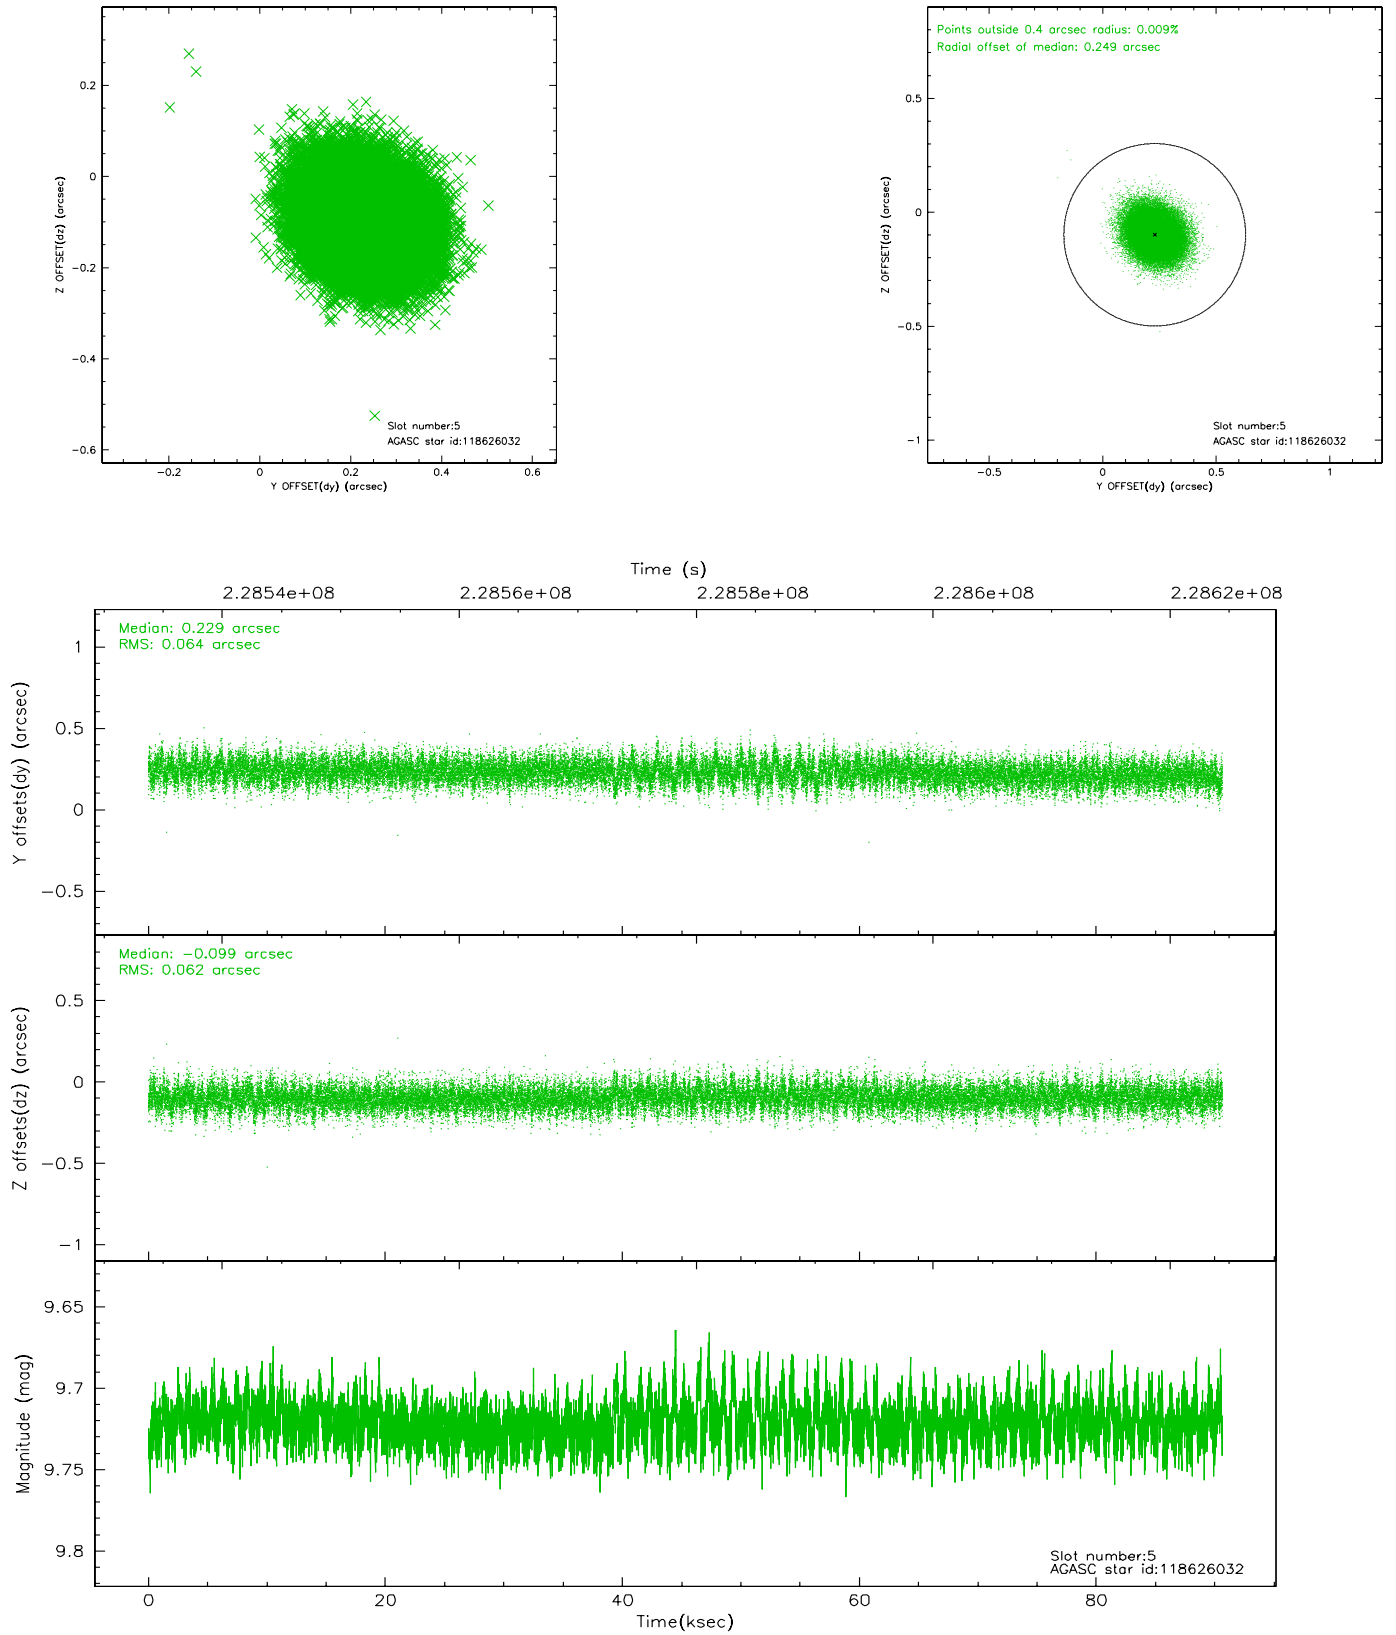 0.2
0
−0.2
−0.4
−0.6
Z OFFSET(dz) (arcsec)
Slot number:5
AGASC star id:118626032
−0.2 0 0.2 0.4 0.6
Y OFFSET(dy) (arcsec)
Points outside 0.4 arcsec radius: 0.009%
Radial offset of median: 0.249 arcsec
0.5
0
−0.5
−1
Z OFFSET(dz) (arcsec)
Slot number:5
AGASC star id:118626032
−0.5 0 0.5 1
Y OFFSET(dy) (arcsec)
Time (s)
2.2854e+08 2.2856e+08 2.2858e+08 2.286e+08 2.2862e+08
Median: 0.229 arcsec
RMS: 0.064 arcsec
1
0.5
0
−0.5
Y offsets(dy) (arcsec)
Median: −0.099 arcsec
RMS: 0.062 arcsec
0.5
0
−0.5
−1
Z offsets(dz) (arcsec)
9.65
9.7
9.75
9.8
Magnitude (mag)
Slot number:5
AGASC star id:118626032
0 20 40 60 80
Time(ksec)